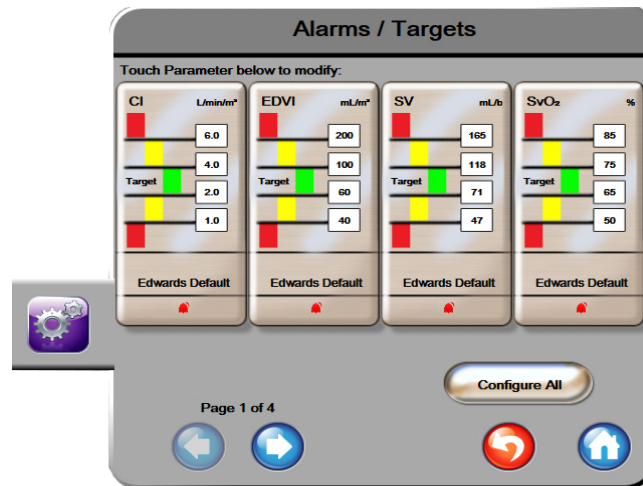 Alarms / Targets
Touch Parameter below to modify:
CI L/min/m²
6.0
4.0
Target
2.0
1.0
Edwards Default
EDVI mL/m²
200
100
Target
60
40
Edwards Default
SV mL/b
165
118
Target
71
47
Edwards Default
SvO₂ %
85
75
Target
65
50
Edwards Default
Configure All
Page 1 of 4